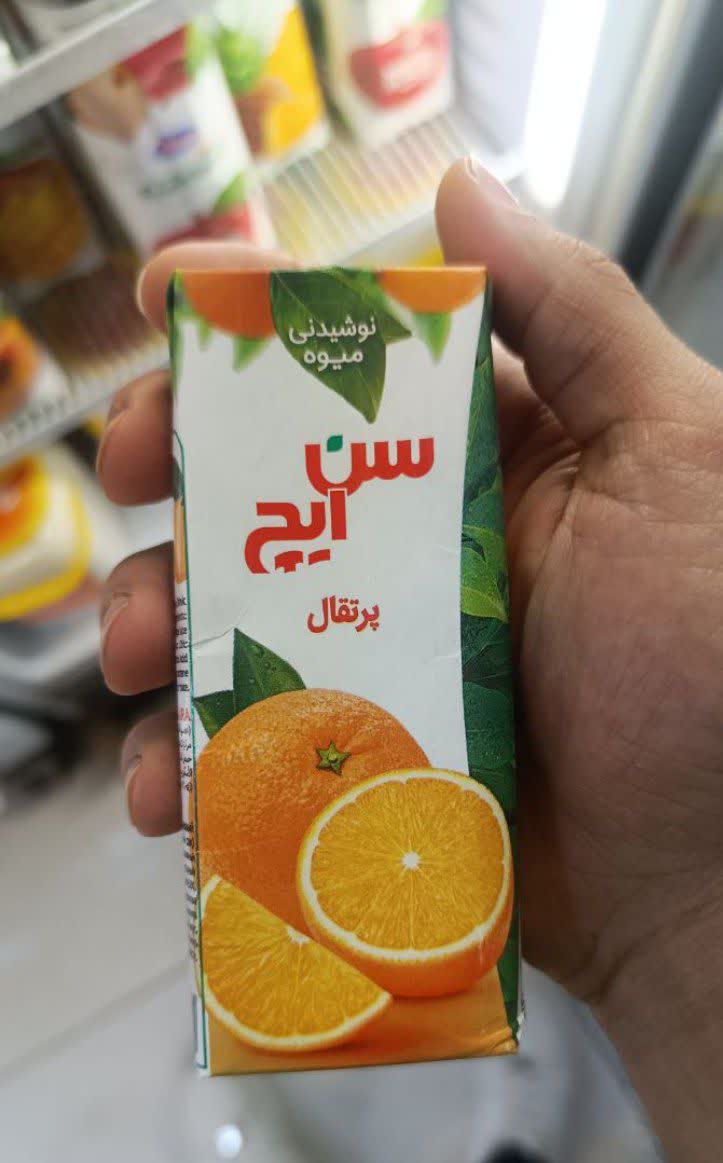 نوشیدنی
میوه
سن
ایچ
پرتقال